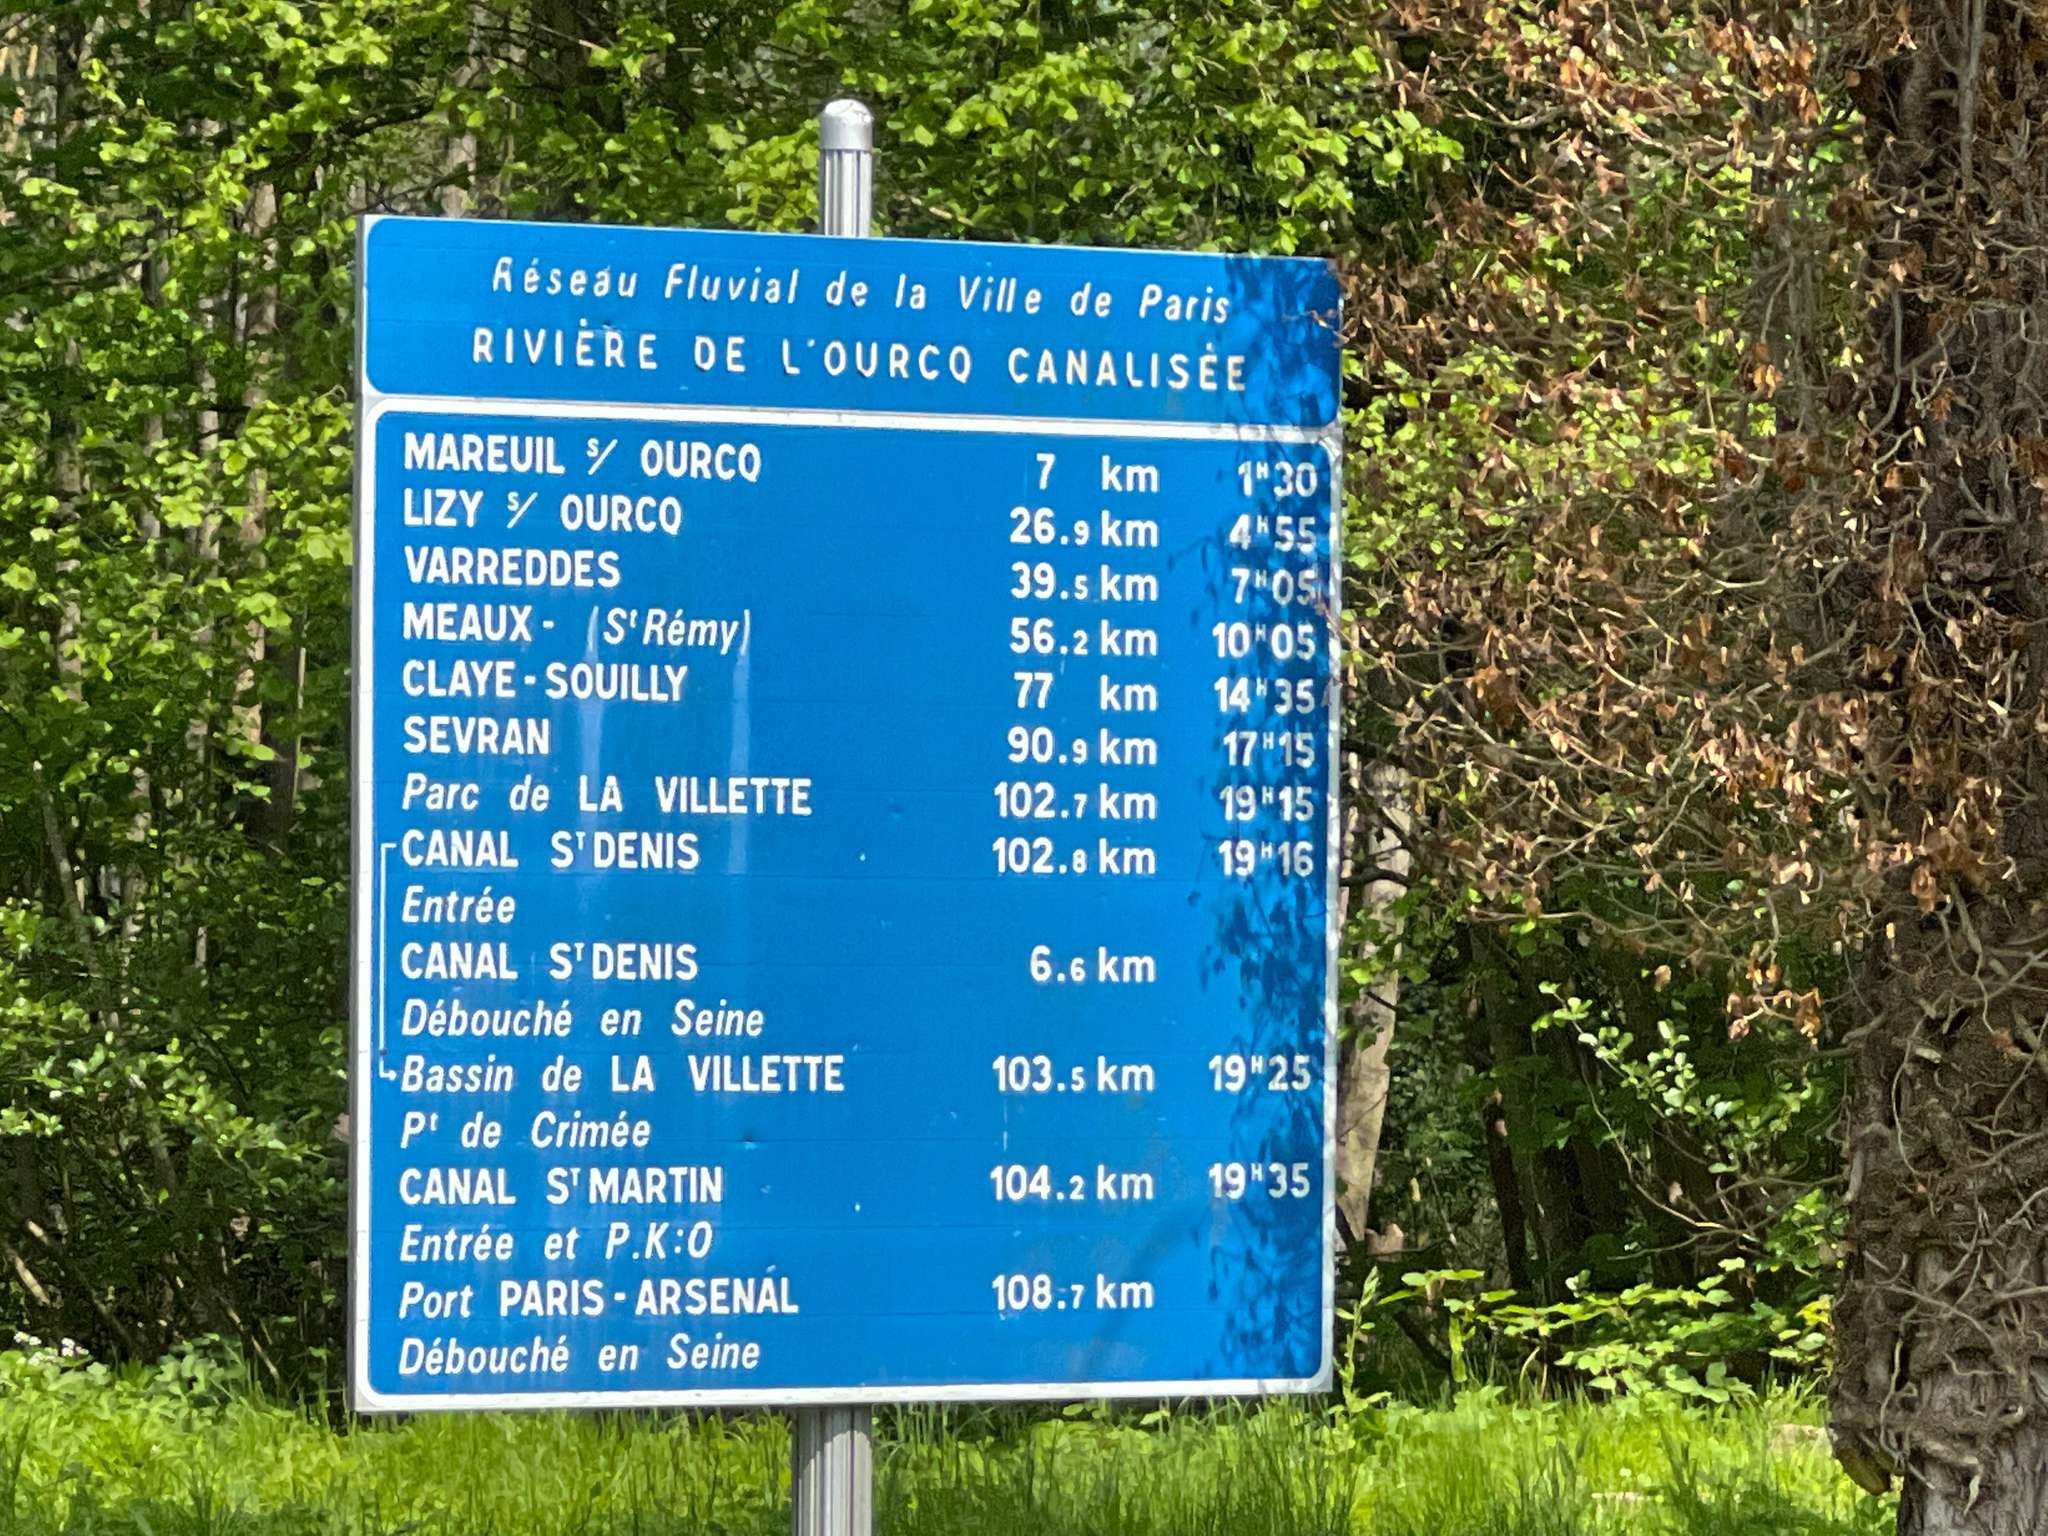 Réseau Fluvial de la Ville de Paris
RIVIÈRE DE L'OURCQ CANALISÉE
MAREUIL s/ OURCQ 7 km 1H30
LIZY s/ OURCQ 26.9 km 4H55
VARREDDES 39.5 km 7H05
MEAUX - (St Rémy) 56.2 km 10H05
CLAYE - SOUILLY 77 km 14H35
SEVRAN 90.9 km 17H15
Parc de LA VILLETTE 102.7 km 19H15
CANAL ST DENIS 102.8 km 19H16
Entrée
CANAL ST DENIS 6.6 km
Débouché en Seine
Bassin de LA VILLETTE 103.5 km 19H25
Pt de Crimée
CANAL ST MARTIN 104.2 km 19H35
Entrée et P.K:0
Port PARIS - ARSENAL 108.7 km
Débouché en Seine